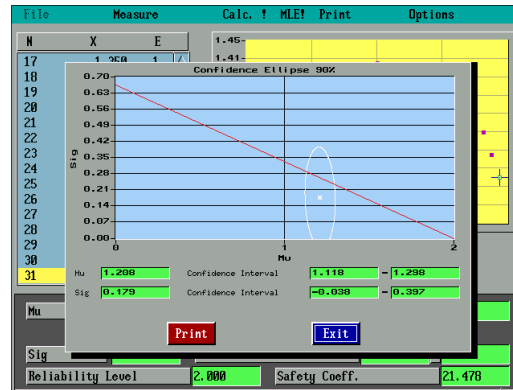 File Measure Calc. ! MLE! Print Options
N X E
1.45-
1.41-
17 1.250 1
18
19
20
21
22
23
24
25
26
27
28
29
30
31
Confidence Ellipse 90%
0.70
0.63
0.56
0.49
0.42
0.35
0.28
0.21
0.14
0.07
0.00
Sig
0 1 2
Mu
Mu 1.208 Confidence Interval 1.118 - 1.298
Sig 0.179 Confidence Interval -0.038 - 0.397
Print Exit
Mu
Sig
Reliability Level 2.000 Safety Coeff. 21.478